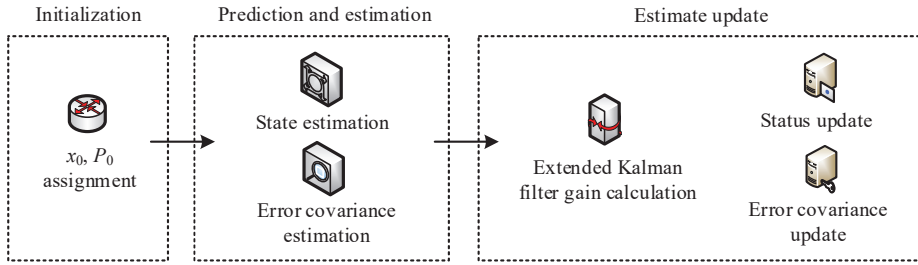 Initialization
x₀, P₀
assignment
Prediction and estimation
State estimation
Error covariance
estimation
Estimate update
Extended Kalman
filter gain calculation
Status update
Error covariance
update